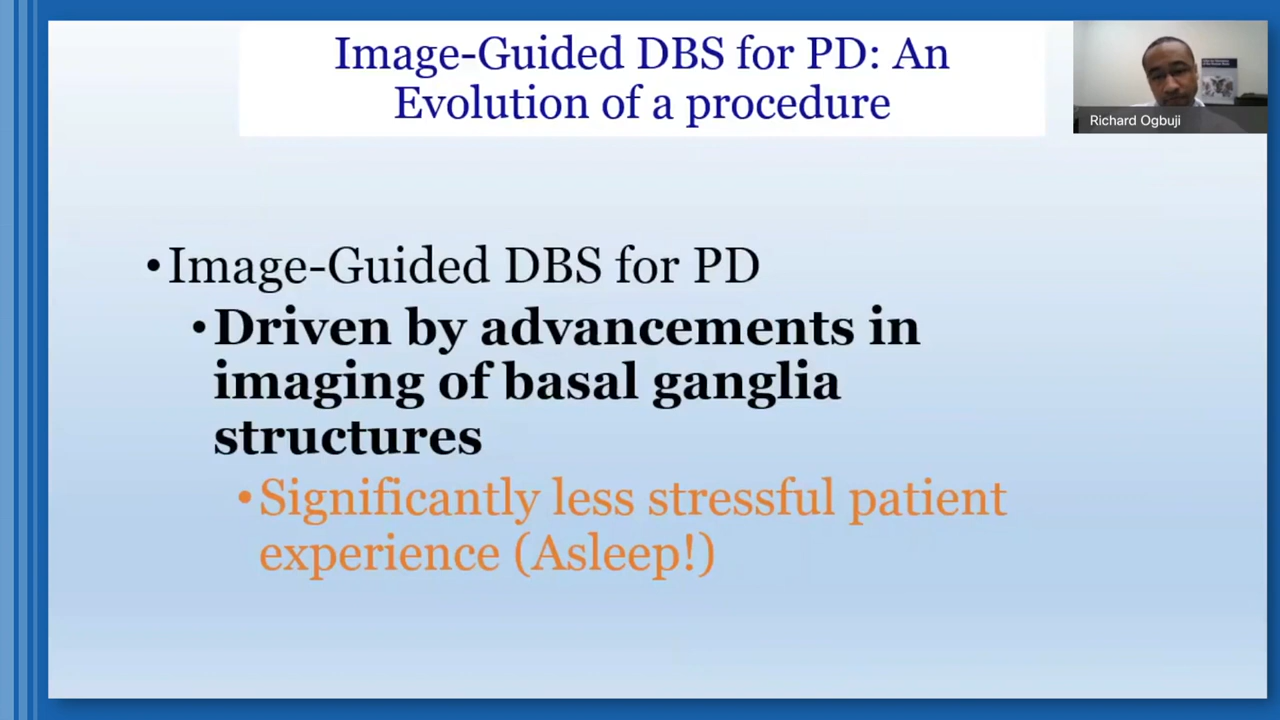 Image-Guided DBS for PD: An
Evolution of a procedure
Richard Ogbuji
•Image-Guided DBS for PD
•Driven by advancements in
imaging of basal ganglia
structures
•Significantly less stressful patient
experience (Asleep!)